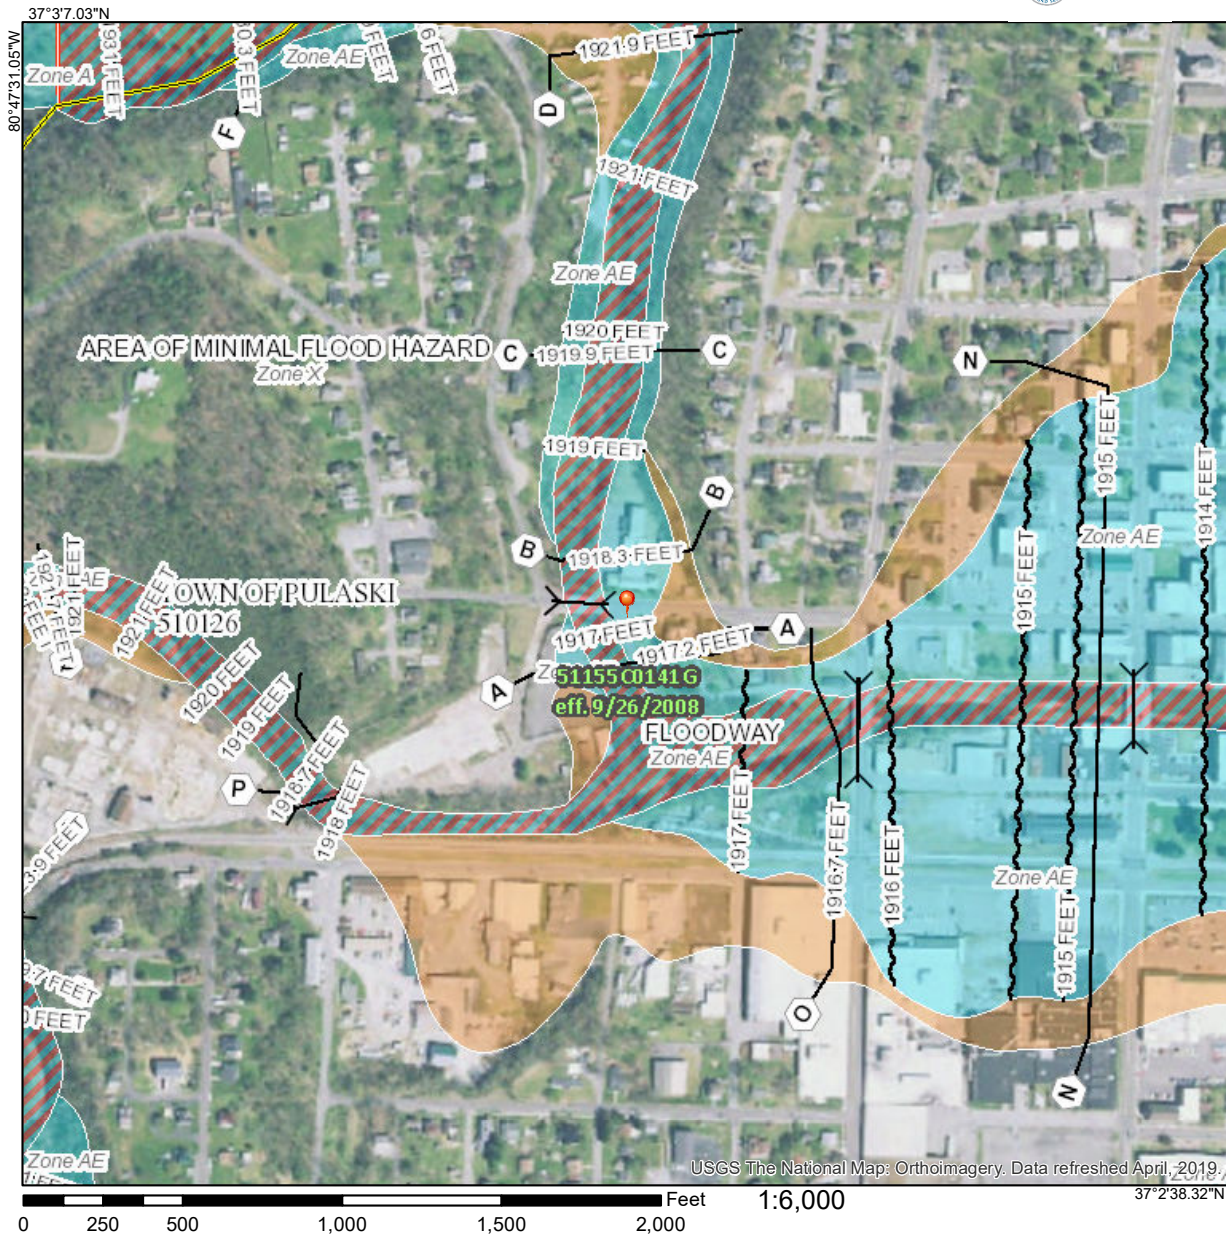 37°3'7.03"N
80°47'31.05"W
1921.9 FEET
Zone A
Zone AE
F
D
1921 FEET
Zone AE
1920 FEET
AREA OF MINIMAL FLOOD HAZARD
C
1919.9 FEET
C
Zone X
N
1919 FEET
1915 FEET
1914 FEET
B
B
1918.3 FEET
Zone AE
1915 FEET
1921 FEET
TOWN OF PULASKI
510126
1921 FEET
1917 FEET
1917.2 FEET
A
A
51155C0141G
eff. 9/26/2008
1920 FEET
1919 FEET
FLOODWAY
Zone AE
P
1918.7 FEET
1918 FEET
1917 FEET
1916.7 FEET
1916 FEET
Zone AE
1915 FEET
O
N
Zone AE
USGS The National Map: Orthoimagery. Data refreshed April, 2019.
Feet
1:6,000
37°2'38.32"N
0
250
500
1,000
1,500
2,000